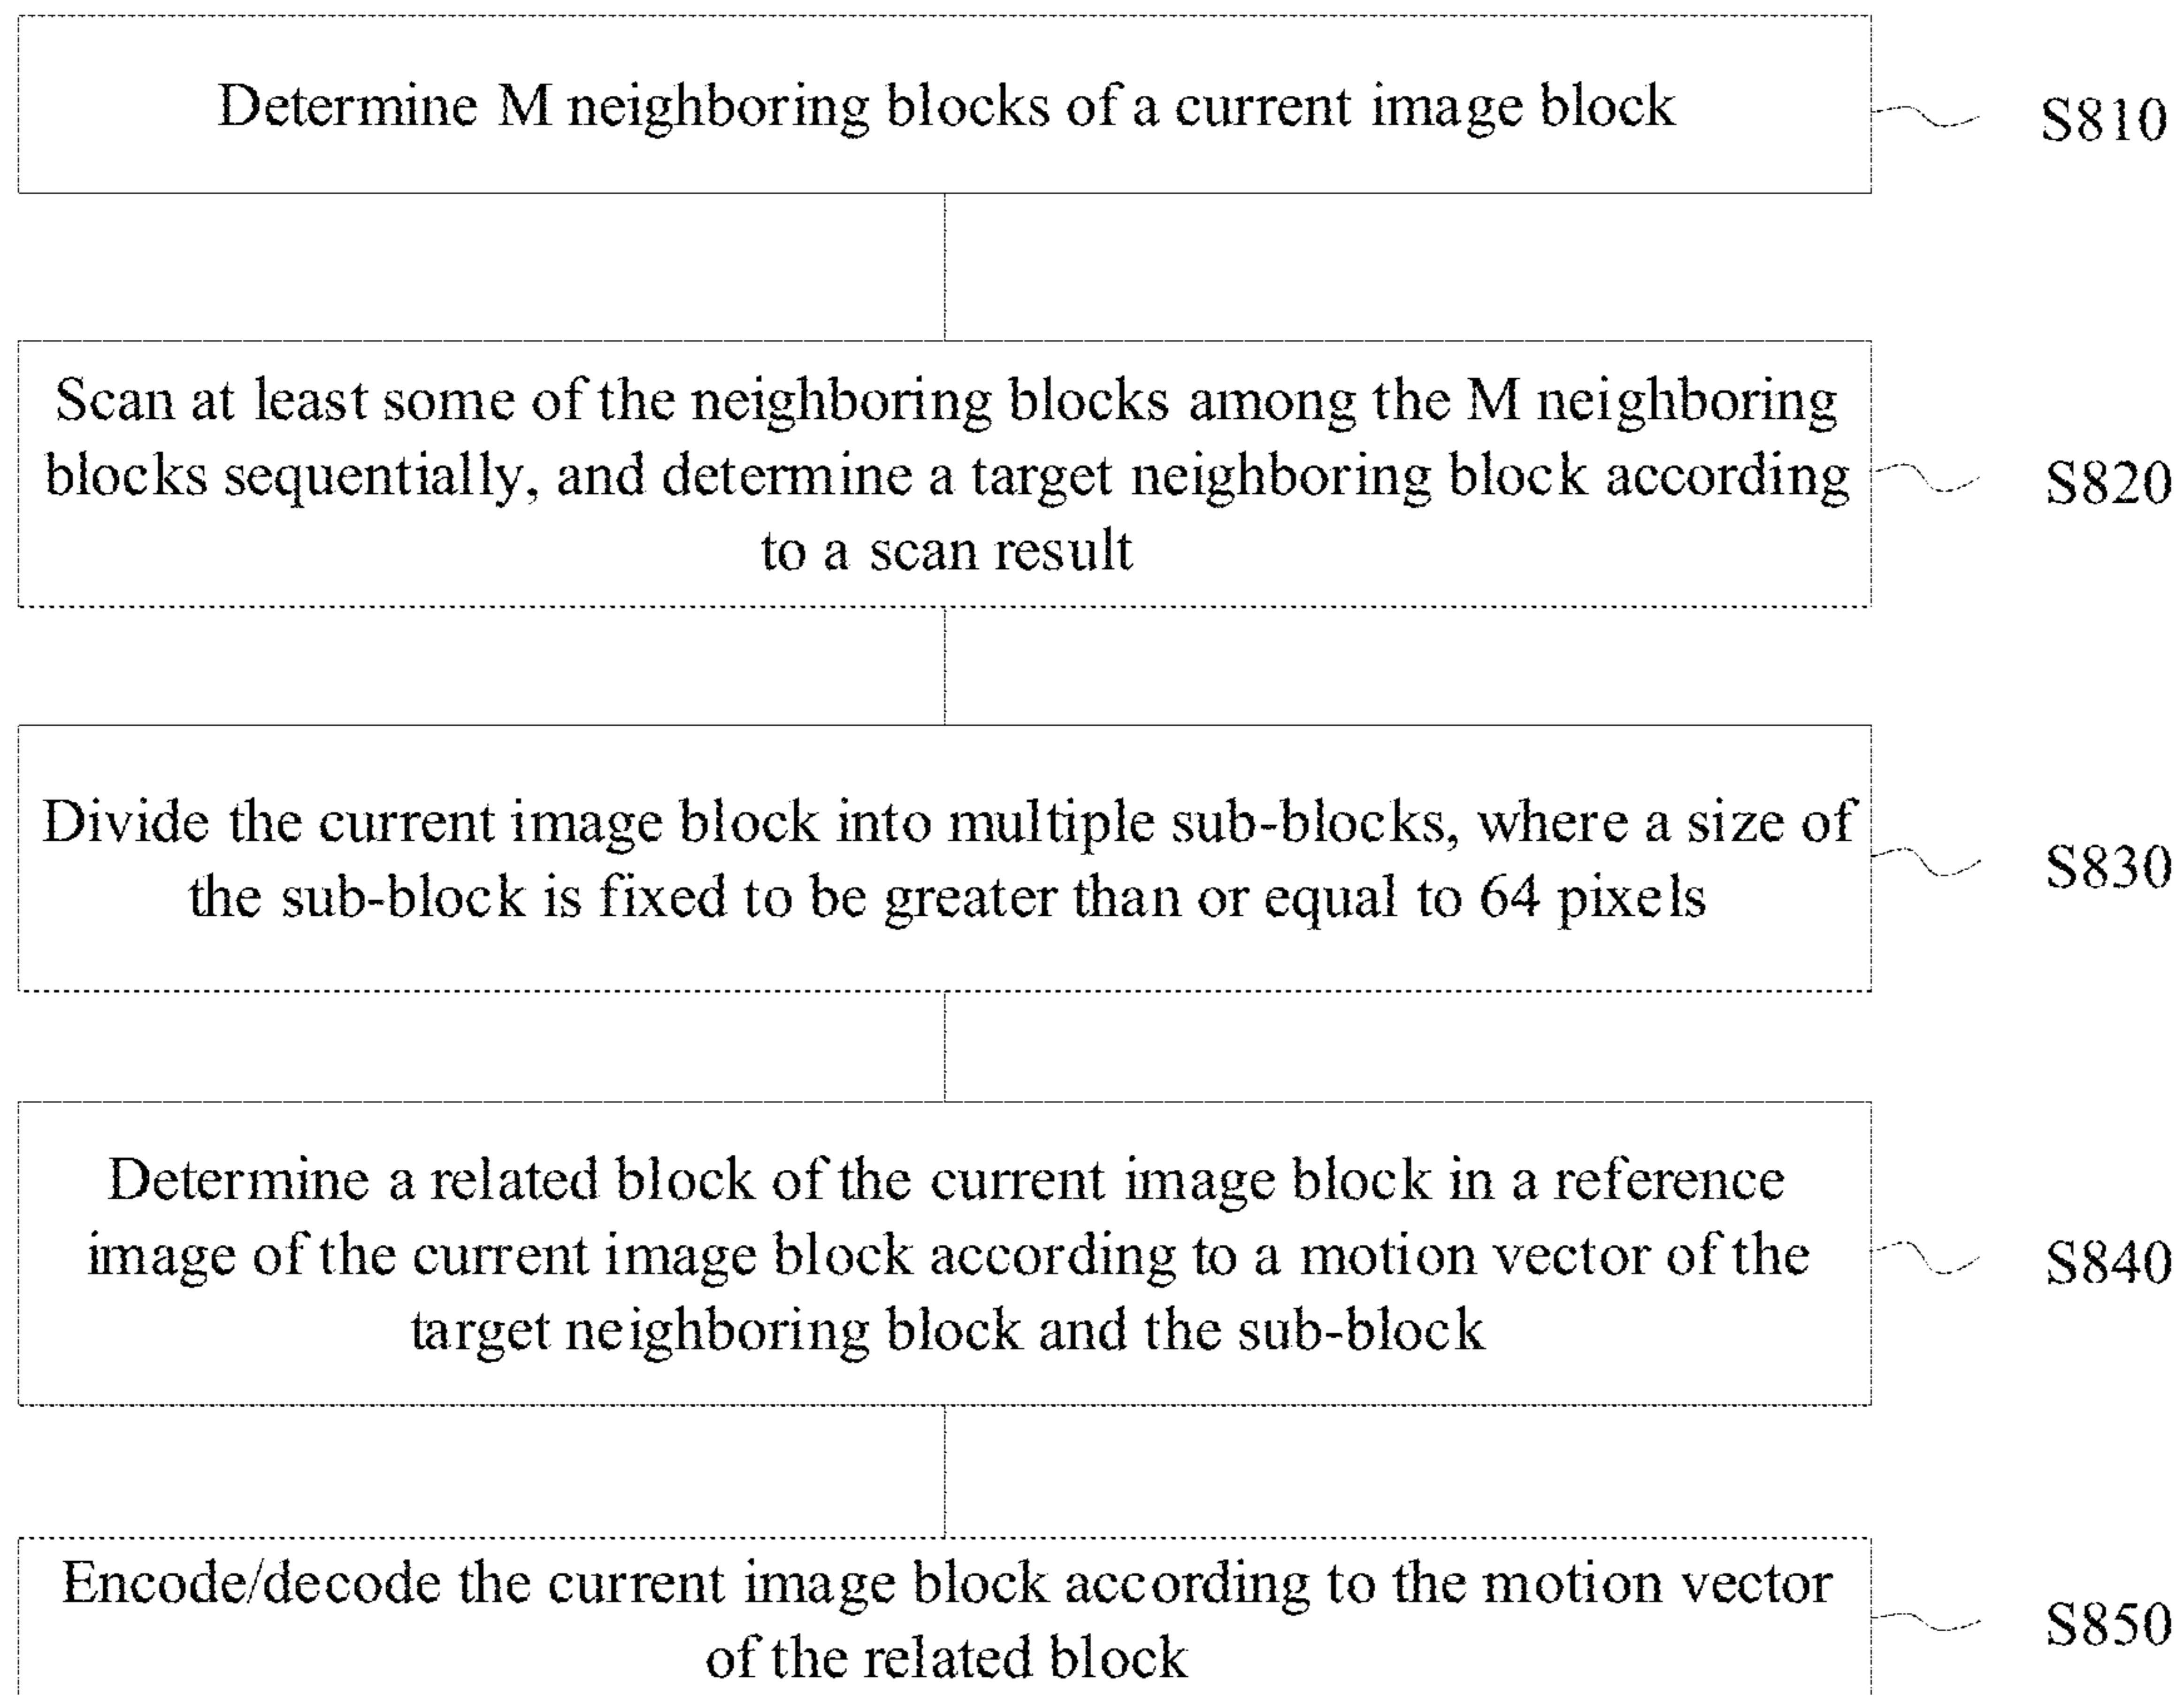 Determine M neighboring blocks of a current image block
S810
Scan at least some of the neighboring blocks among the M neighboring
blocks sequentially, and determine a target neighboring block according
to a scan result
S820
Divide the current image block into multiple sub-blocks, where a size of
the sub-block is fixed to be greater than or equal to 64 pixels
S830
Determine a related block of the current image block in a reference
image of the current image block according to a motion vector of the
target neighboring block and the sub-block
S840
Encode/decode the current image block according to the motion vector
of the related block
S850